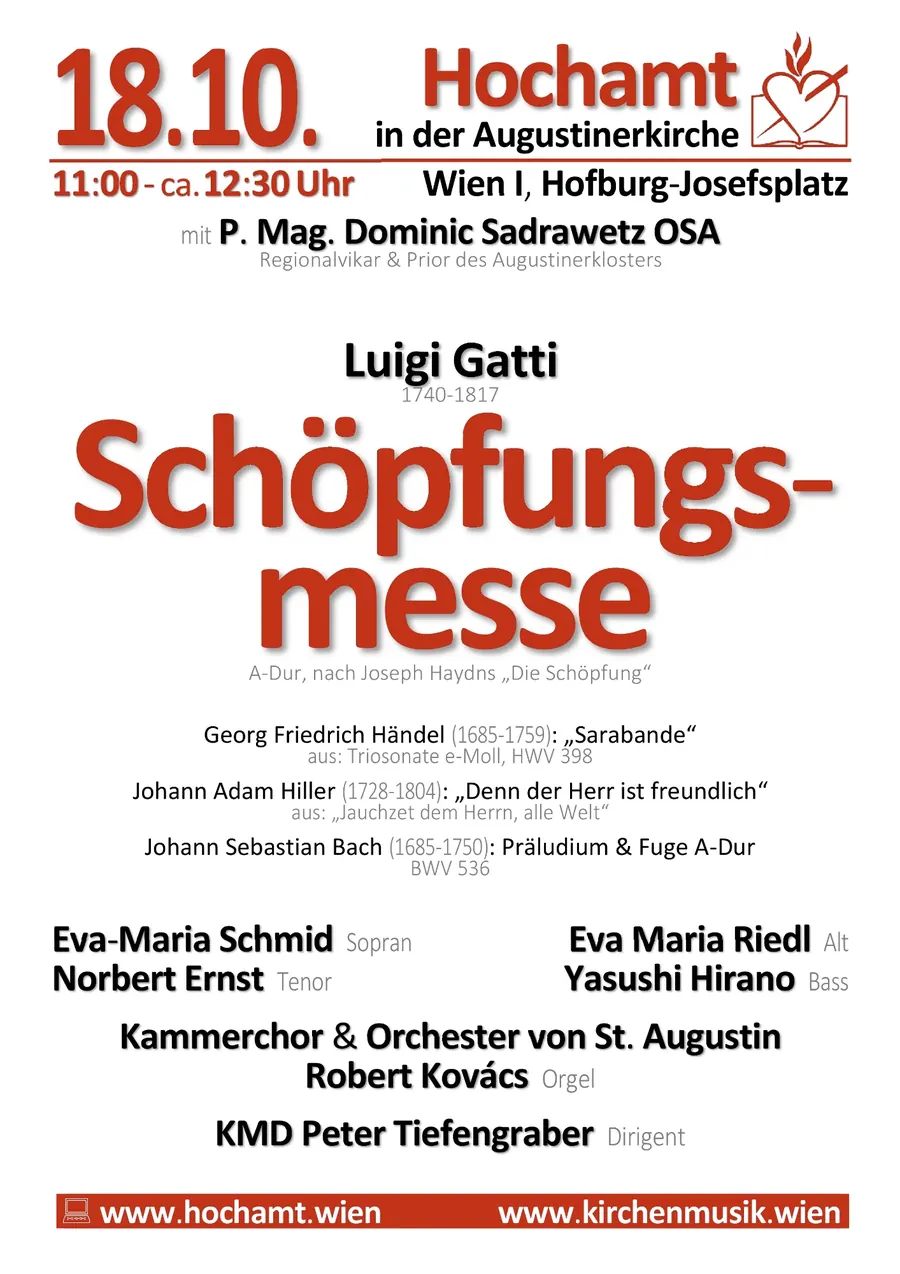 18.10.
Hochamt
in der Augustinerkirche
11:00 - ca. 12:30 Uhr
Wien I, Hofburg-Josefsplatz
mit P. Mag. Dominic Sadrawetz OSA
Regionalvikar & Prior des Augustinerklosters
Luigi Gatti
1740-1817
Schöpfungs-
messe
A-Dur, nach Joseph Haydns „Die Schöpfung“
Georg Friedrich Händel (1685-1759): „Sarabande“
aus: Triosonate e-Moll, HWV 398
Johann Adam Hiller (1728-1804): „Denn der Herr ist freundlich“
aus: „Jauchzet dem Herrn, alle Welt“
Johann Sebastian Bach (1685-1750): Präludium & Fuge A-Dur
BWV 536
Eva-Maria Schmid Sopran
Eva Maria Riedl Alt
Norbert Ernst Tenor
Yasushi Hirano Bass
Kammerchor & Orchester von St. Augustin
Robert Kovács Orgel
KMD Peter Tiefengraber Dirigent
www.hochamt.wien
www.kirchenmusik.wien